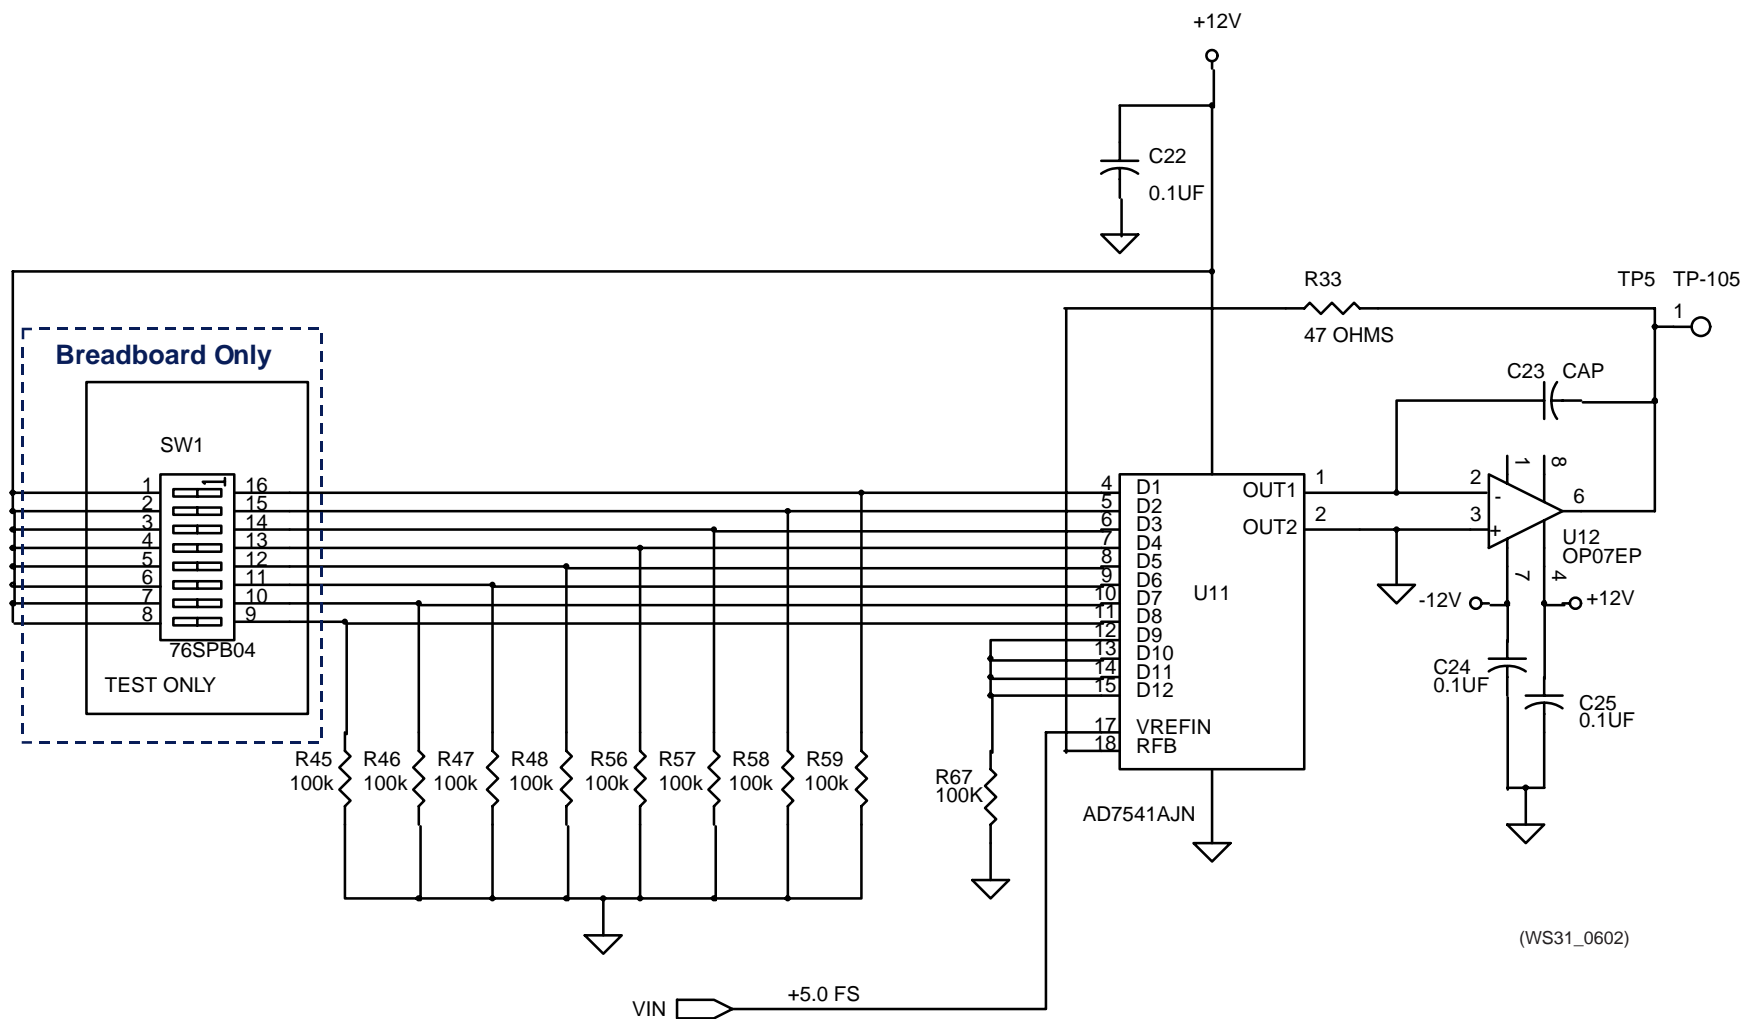 +12V
C22
0.1UF
R33
47 OHMS
TP5 TP-105
1
C23 CAP
Breadboard Only
SW1
1 16
2 15
3 14
4 13
5 12
6 11
7 10
8 9
76SPB04
TEST ONLY
4 D1
5 D2
6 D3
7 D4
8 D5
9 D6
10 D7
11 D8
12 D9
13 D10
14 D11
15 D12
17 VREFIN
18 RFB
OUT1 1
OUT2 2
U11
AD7541AJN
1 8
2 -
3 +
6
U12
OP07EP
7 4
-12V
+12V
C24
0.1UF
C25
0.1UF
R45
100k
R46
100k
R47
100k
R48
100k
R56
100k
R57
100k
R58
100k
R59
100k
R67
100K
(WS31_0602)
VIN
+5.0 FS